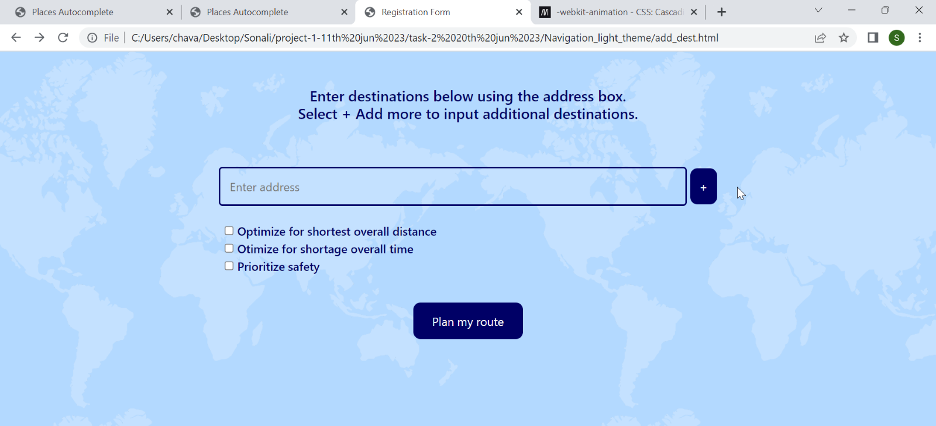 Places Autocomplete
Places Autocomplete
Registration Form
-webkit-animation - CSS: Cascadi
File
C:/Users/chava/Desktop/Sonali/project-1-11th%20jun%2023/task-2%2020th%20jun%2023/Navigation_light_theme/add_dest.html
S
Enter destinations below using the address box.
Select + Add more to input additional destinations.
Enter address
+
Optimize for shortest overall distance
Otimize for shortage overall time
Prioritize safety
Plan my route